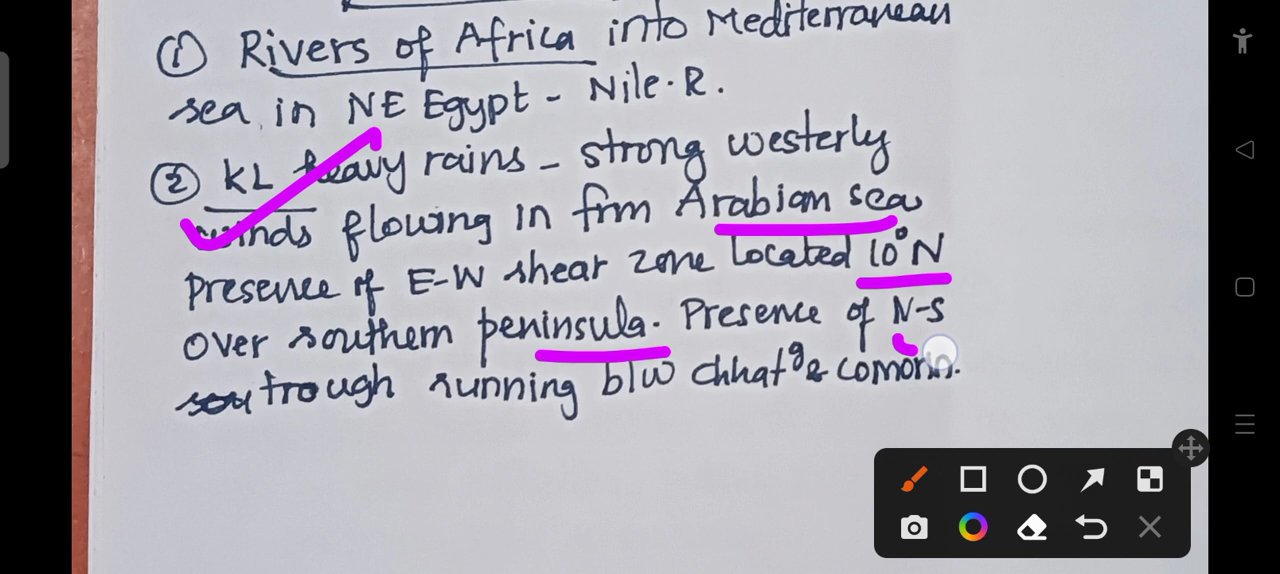 ① Rivers of Africa into Mediterranean
sea in NE Egypt - Nile.R.
② KL heavy rains - strong westerly
winds flowing in frm Arabian sea
Presence of E-W shear zone located 10°N
over southern peninsula. Presence of N-S
trough running b/w chhatg & comorin.